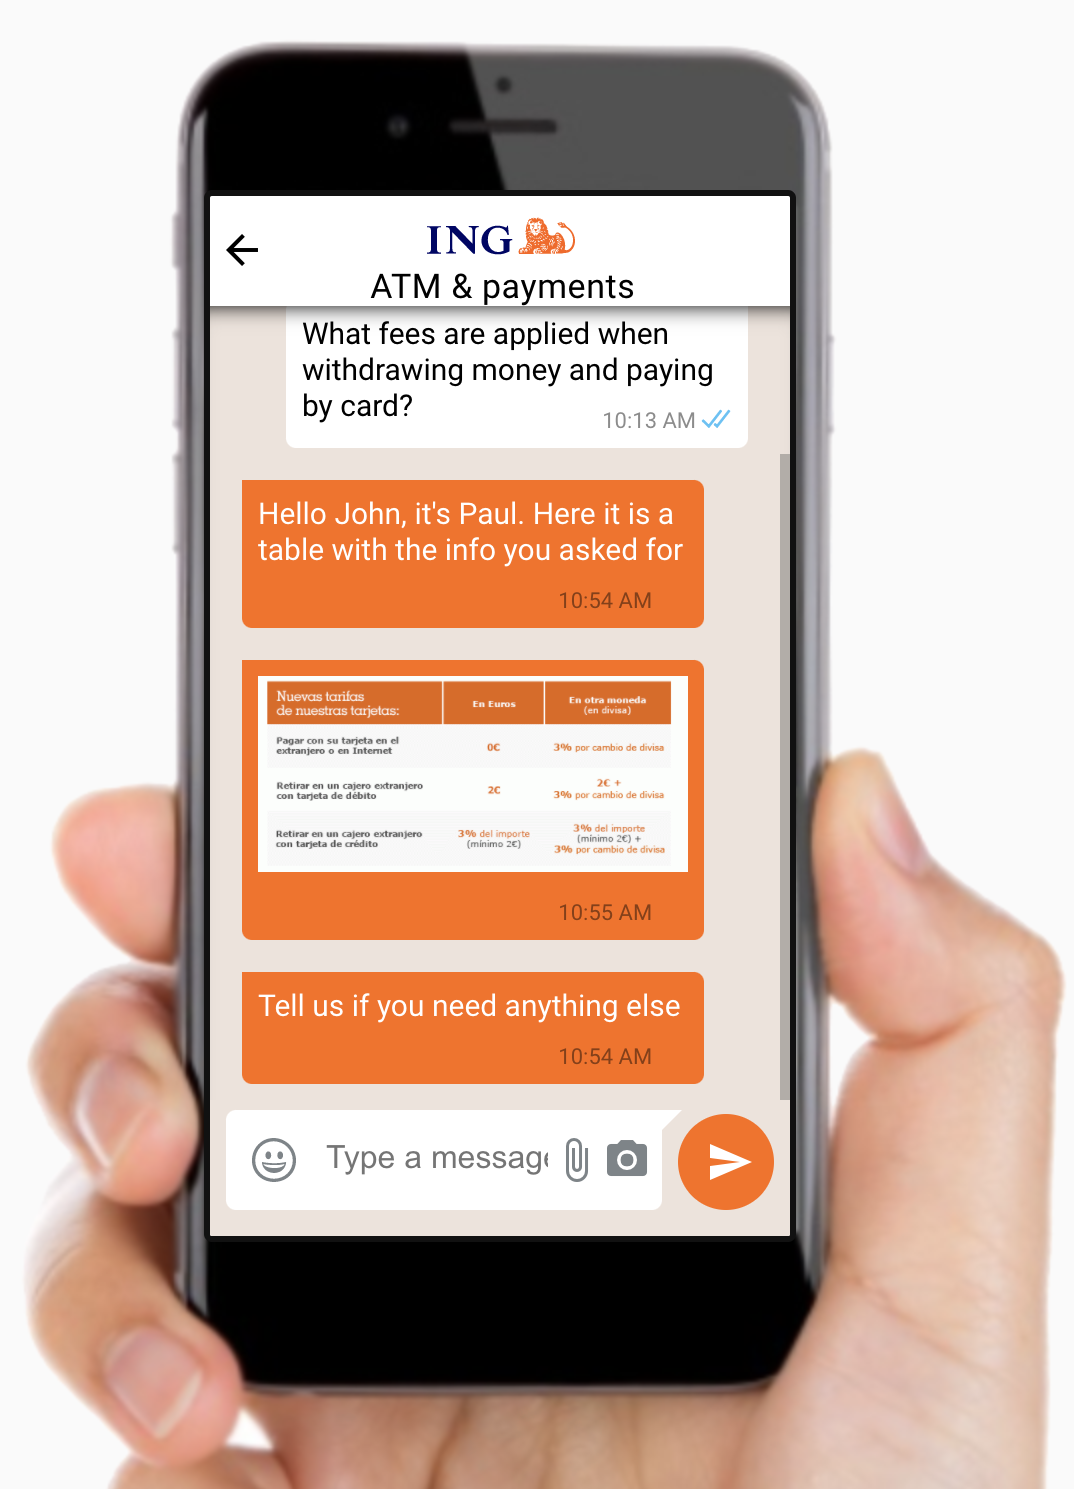 ING
ATM & payments
What fees are applied when
withdrawing money and paying
by card?
10:13 AM
Hello John, it's Paul. Here it is a
table with the info you asked for
10:54 AM
Nuevas tarifas
de nuestras tarjetas:
En Euros
En otra moneda
(en divisa)
Pagar con su tarjeta en el
extranjero o en Internet
0€
3% por cambio de divisa
Retirar en un cajero extranjero
con tarjeta de débito
2€
2€ +
3% por cambio de divisa
Retirar en un cajero extranjero
con tarjeta de crédito
3% del importe
(mínimo 2€)
3% del importe
(mínimo 2€) +
3% por cambio de divisa
10:55 AM
Tell us if you need anything else
10:54 AM
Type a message